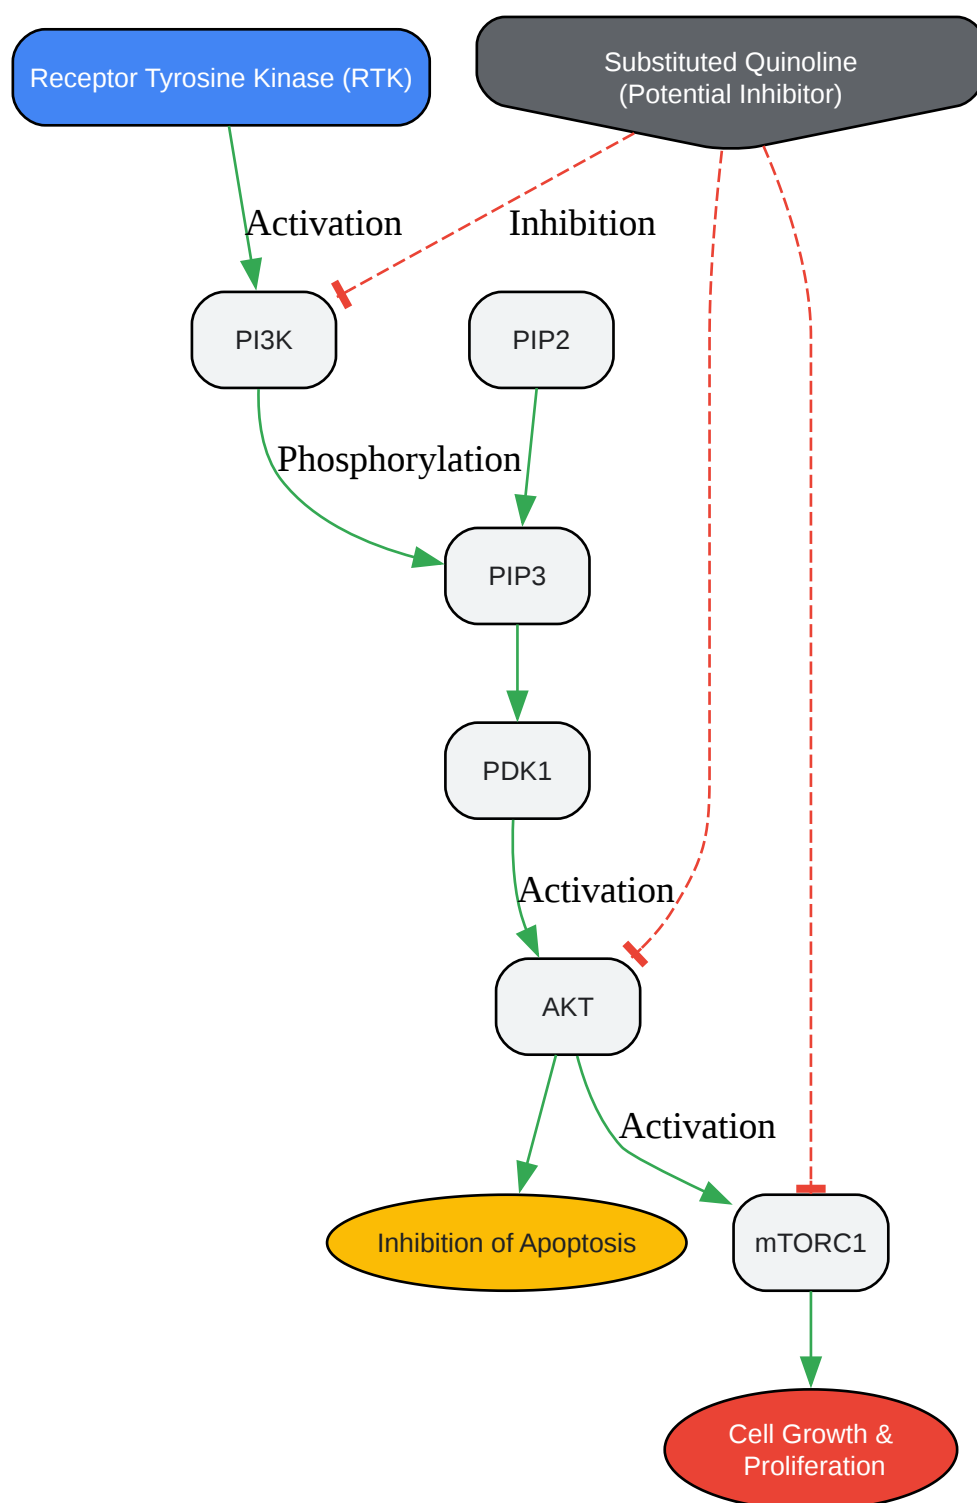 Receptor Tyrosine Kinase (RTK)
Substituted Quinoline
(Potential Inhibitor)
Activation
Inhibition
PI3K
PIP2
Phosphorylation
PIP3
PDK1
Activation
AKT
Activation
Inhibition of Apoptosis
mTORC1
Cell Growth &
Proliferation